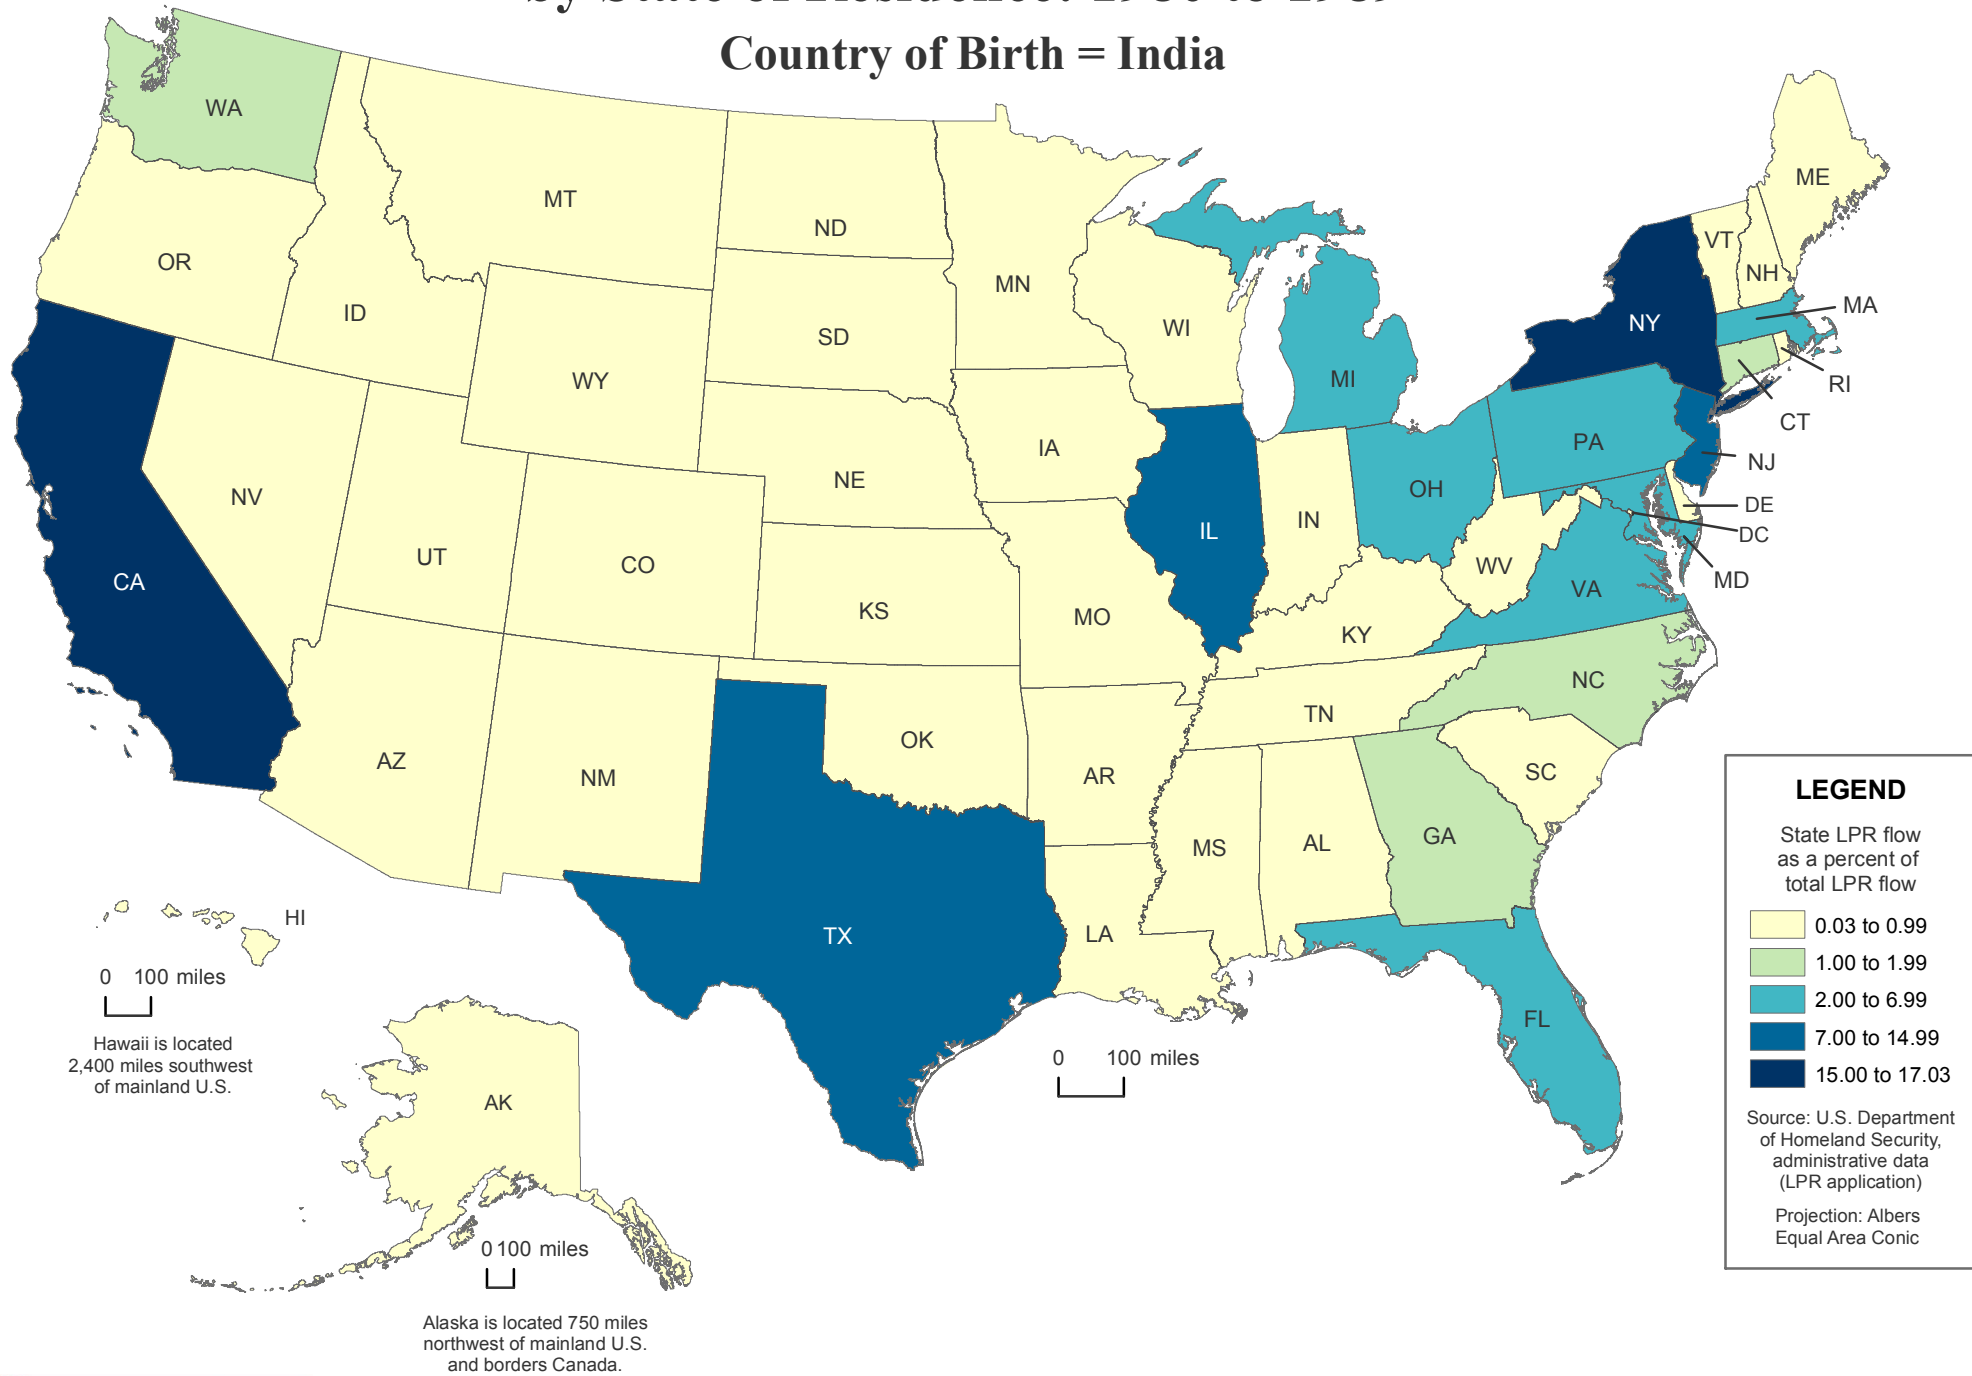 by State of Residence: 1980 to 1989
Country of Birth = India
WA
MT
ND
MN
OR
ID
SD
WI
WY
MI
ME
VT
NH
NY
MA
RI
CT
PA
NJ
DE
DC
MD
NV
UT
CO
NE
IA
IL
IN
OH
WV
VA
CA
KS
MO
KY
NC
TN
SC
AZ
NM
OK
AR
MS
AL
GA
TX
LA
FL
HI
0 100 miles
Hawaii is located
2,400 miles southwest
of mainland U.S.
AK
0 100 miles
Alaska is located 750 miles
northwest of mainland U.S.
and borders Canada.
0 100 miles
LEGEND
State LPR flow
as a percent of
total LPR flow
0.03 to 0.99
1.00 to 1.99
2.00 to 6.99
7.00 to 14.99
15.00 to 17.03
Source: U.S. Department
of Homeland Security,
administrative data
(LPR application)
Projection: Albers
Equal Area Conic